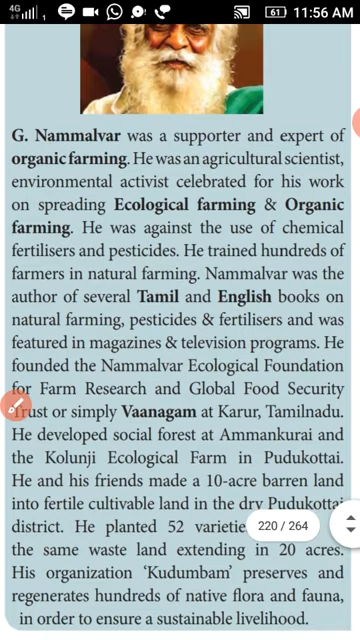 4G 1 61 11:56 AM
G. Nammalvar was a supporter and expert of
organic farming. He was an agricultural scientist,
environmental activist celebrated for his work
on spreading Ecological farming & Organic
farming. He was against the use of chemical
fertilisers and pesticides. He trained hundreds of
farmers in natural farming. Nammalvar was the
author of several Tamil and English books on
natural farming, pesticides & fertilisers and was
featured in magazines & television programs. He
founded the Nammalvar Ecological Foundation
for Farm Research and Global Food Security
Trust or simply Vaanagam at Karur, Tamilnadu.
He developed social forest at Ammankurai and
the Kolunji Ecological Farm in Pudukottai.
He and his friends made a 10-acre barren land
into fertile cultivable land in the dry Pudukottai
district. He planted 52 varietie
220 / 264
the same waste land extending in 20 acres.
His organization ‘Kudumbam’ preserves and
regenerates hundreds of native flora and fauna,
in order to ensure a sustainable livelihood.